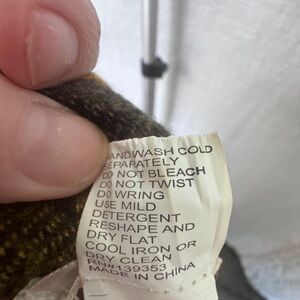 HANDWASH COLD
SEPARATELY
DO NOT BLEACH
DO NOT TWIST
DO WRING
USE MILD
DETERGENT
RESHAPE AND
DRY FLAT
COOL IRON OR
DRY CLEAN
RN#139353
MADE IN CHINA